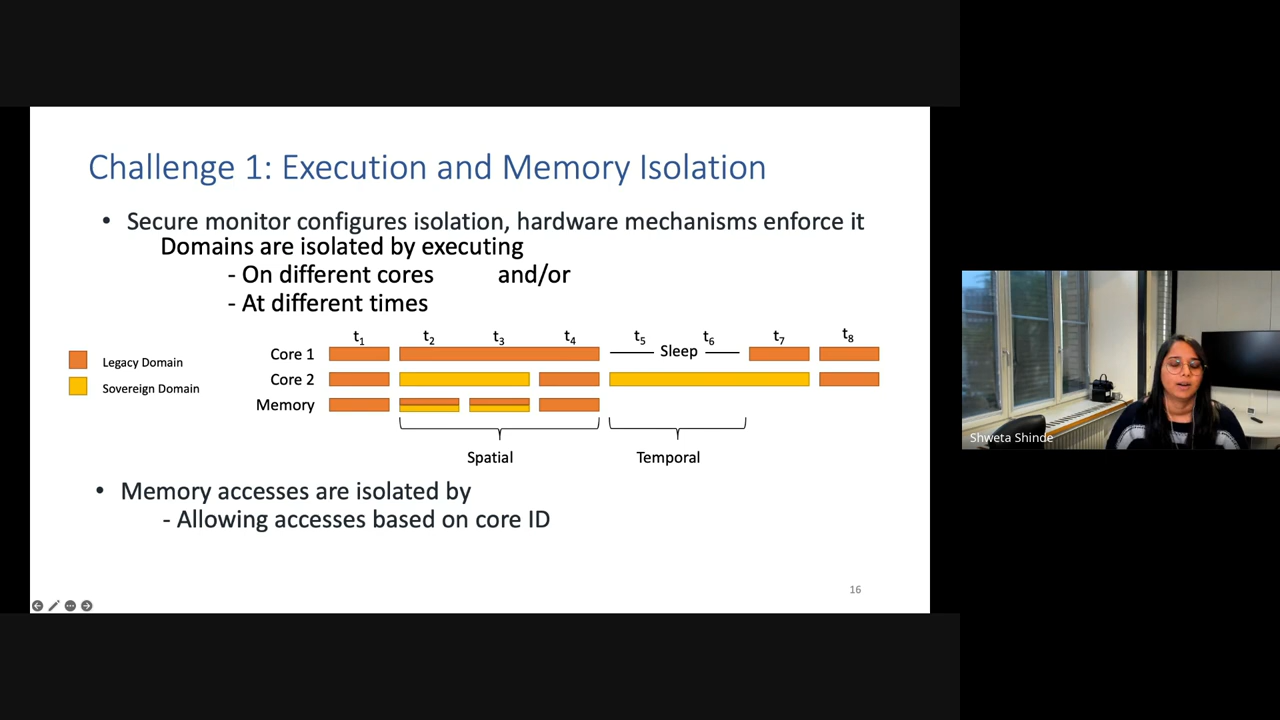 Challenge 1: Execution and Memory Isolation
• Secure monitor configures isolation, hardware mechanisms enforce it
Domains are isolated by executing
- On different cores and/or
- At different times
t1 t2 t3 t4 t5 t6 t7 t8
Legacy Domain
Sovereign Domain
Core 1
Sleep
Core 2
Memory
Spatial
Temporal
• Memory accesses are isolated by
- Allowing accesses based on core ID
16
Shweta Shinde